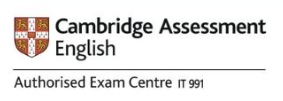 Cambridge Assessment
English
Authorised Exam Centre IT 991